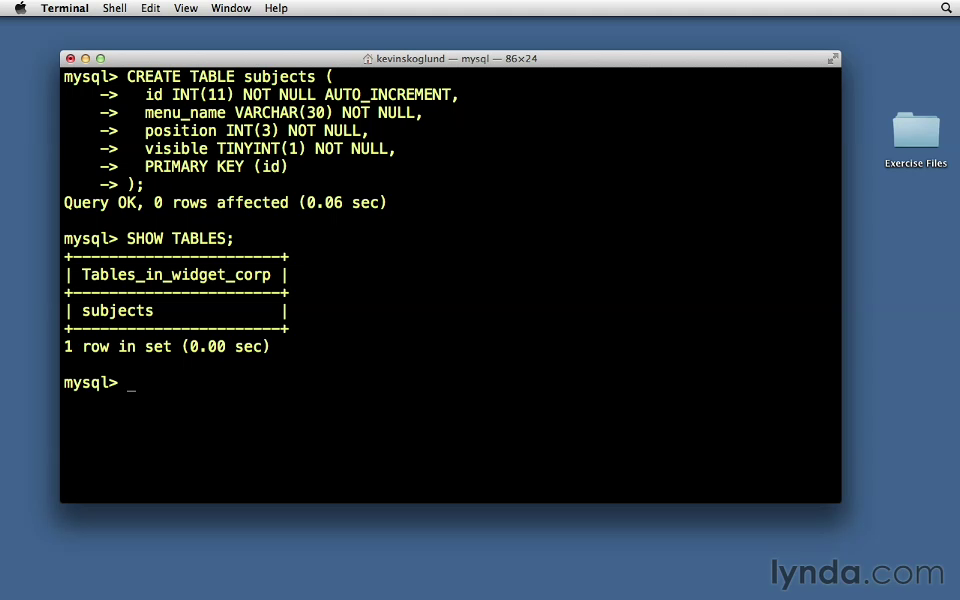 Terminal Shell Edit View Window Help
kevinskoglund — mysql — 86×24
mysql> CREATE TABLE subjects (
    ->   id INT(11) NOT NULL AUTO_INCREMENT,
    ->   menu_name VARCHAR(30) NOT NULL,
    ->   position INT(3) NOT NULL,
    ->   visible TINYINT(1) NOT NULL,
    ->   PRIMARY KEY (id)
    -> );
Query OK, 0 rows affected (0.06 sec)
mysql> SHOW TABLES;
+-----------------------+
| Tables_in_widget_corp |
+-----------------------+
| subjects              |
+-----------------------+
1 row in set (0.00 sec)
mysql> _
Exercise Files
lynda.com